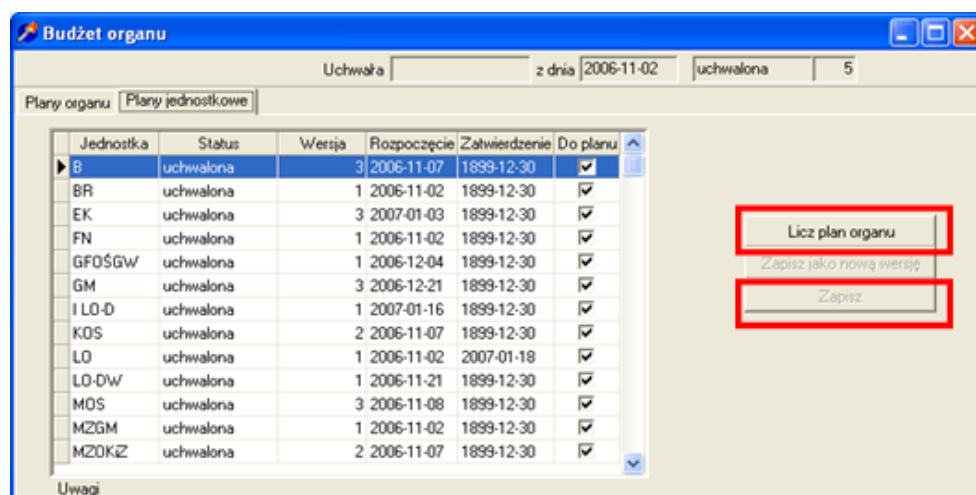 Budżet organu
Uchwała z dnia 2006-11-02 uchwalona 5
Plany organu Plany jednostkowe
Jednostka Status Wersja Rozpoczęcie Zatwierdzenie Do planu
B uchwalona 3 2006-11-07 1899-12-30
BR uchwalona 1 2006-11-02 1899-12-30
EK uchwalona 3 2007-01-03 1899-12-30
FN uchwalona 1 2006-11-02 1899-12-30
GFOŚGW uchwalona 1 2006-12-04 1899-12-30
GM uchwalona 3 2006-12-21 1899-12-30
I LO-D uchwalona 1 2007-01-16 1899-12-30
KOS uchwalona 2 2006-11-07 1899-12-30
LO uchwalona 1 2006-11-02 2007-01-18
LO-DW uchwalona 1 2006-11-21 1899-12-30
MOS uchwalona 3 2006-11-08 1899-12-30
MZGM uchwalona 1 2006-11-02 1899-12-30
MZOKiZ uchwalona 2 2006-11-07 1899-12-30
Licz plan organu
Zapisz jako nową wersję
Zapisz
Uwagi